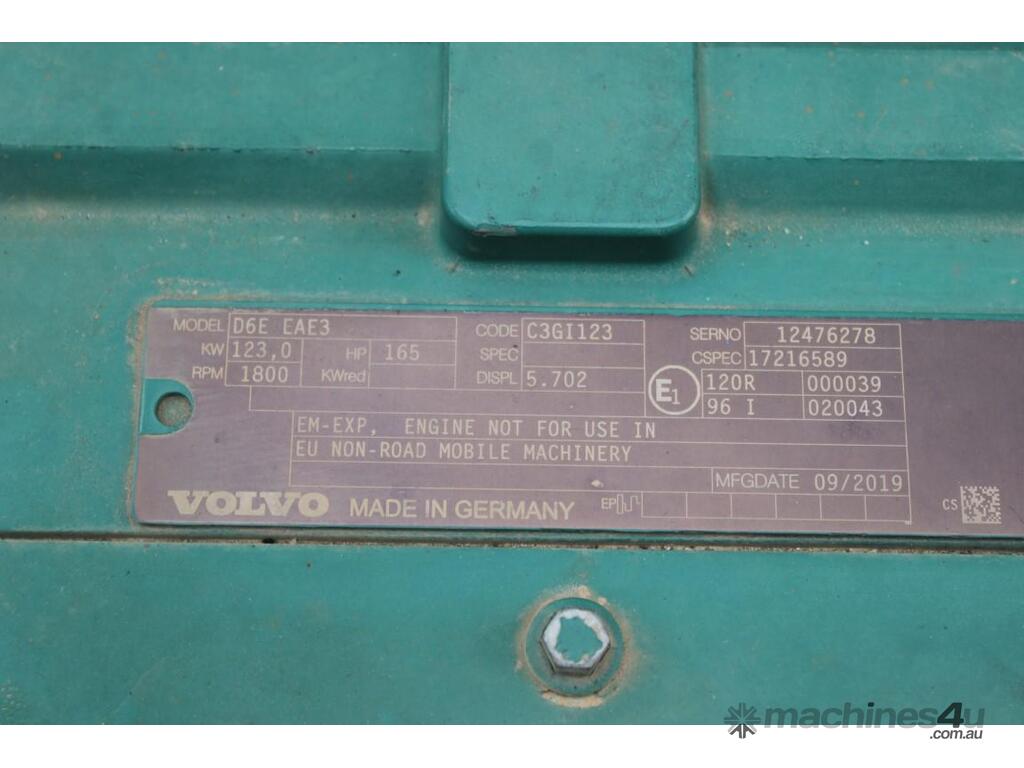 MODEL D6E EAE3 CODE C3GI123 SERNO 12476278
KW 123,0 HP 165 SPEC CSPEC 17216589
RPM 1800 KWred DISPL 5.702 E1 120R 000039
96 I 020043
EM-EXP, ENGINE NOT FOR USE IN
EU NON-ROAD MOBILE MACHINERY
MFGDATE 09/2019
VOLVO MADE IN GERMANY EP CS
machines4u
.com.au